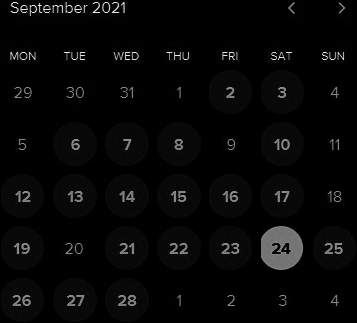 September 2021
MON TUE WED THU FRI SAT SUN
29 30 31 1 2 3 4
5 6 7 8 9 10 11
12 13 14 15 16 17 18
19 20 21 22 23 24 25
26 27 28 1 2 3 4